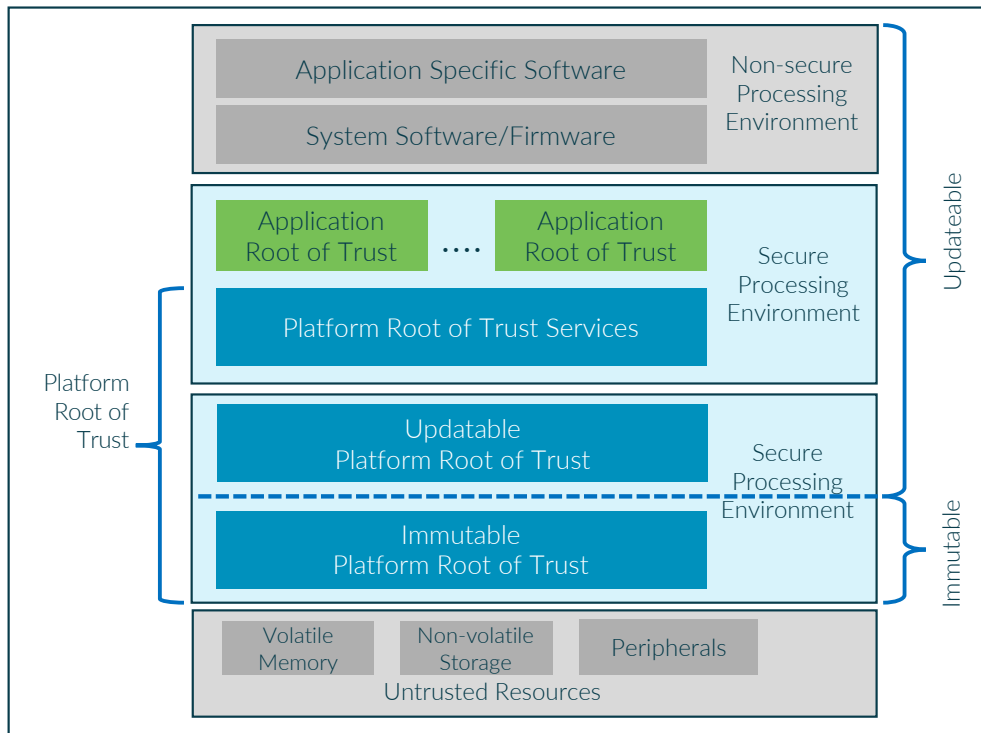 Application Specific Software
System Software/Firmware
Non-secure
Processing
Environment
Application
Root of Trust
....
Application
Root of Trust
Platform Root of Trust Services
Secure
Processing
Environment
Updateable
Platform
Root of
Trust
Updatable
Platform Root of Trust
Immutable
Platform Root of Trust
Secure
Processing
Environment
Immutable
Volatile
Memory
Non-volatile
Storage
Peripherals
Untrusted Resources